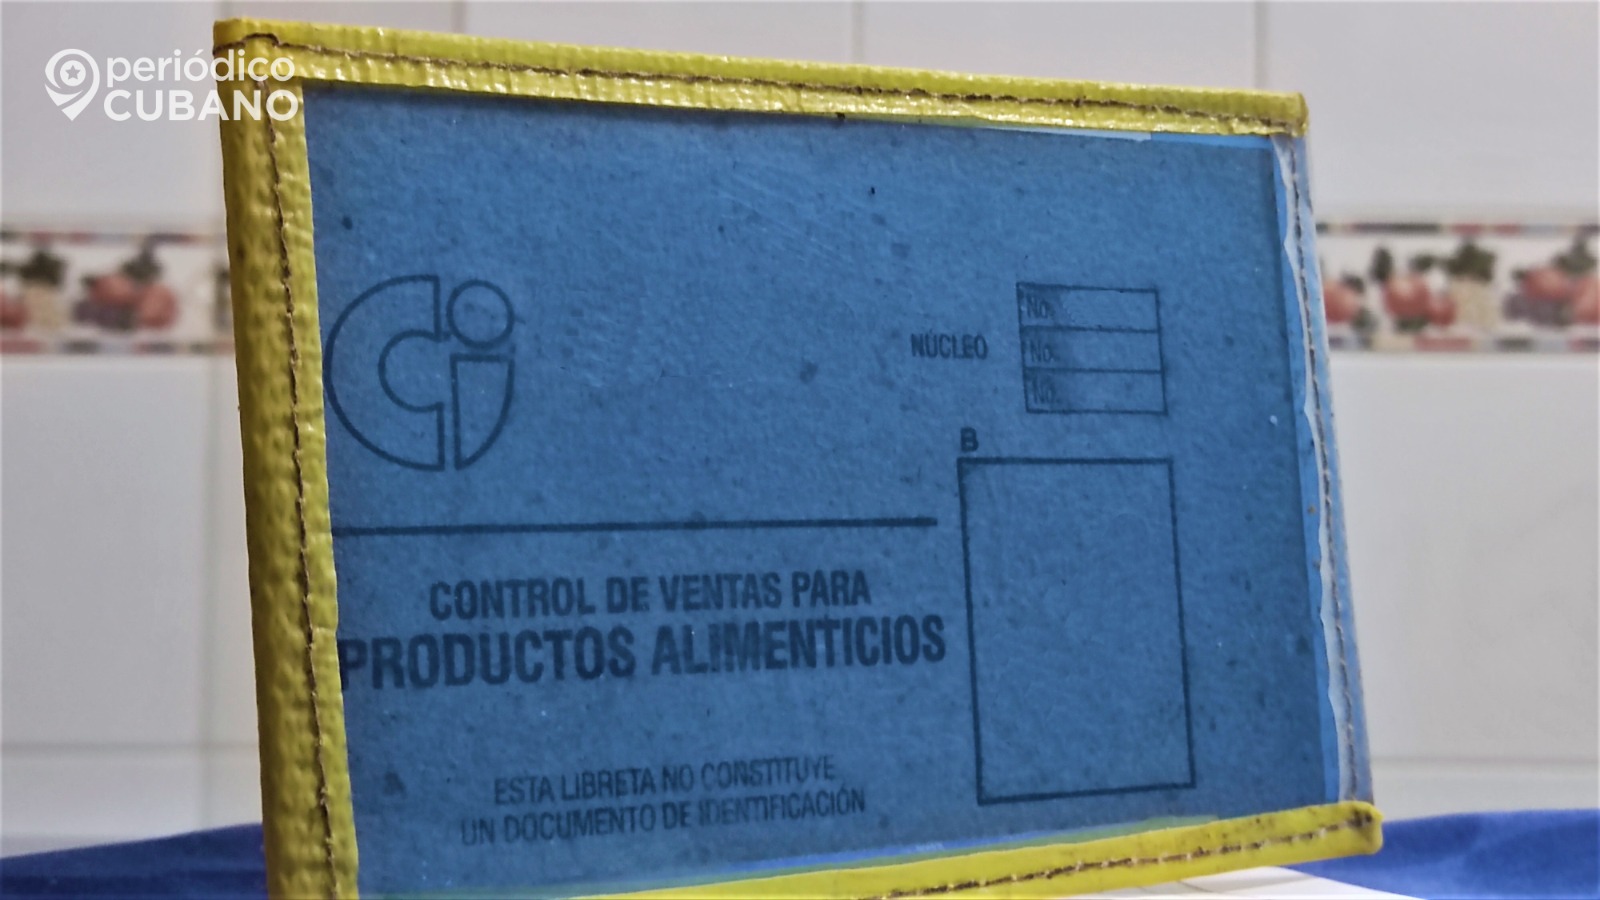 periódico
CUBANO
Ci
NÚCLEO
No.
No.
No.
B
CONTROL DE VENTAS PARA
PRODUCTOS ALIMENTICIOS
ESTA LIBRETA NO CONSTITUYE
UN DOCUMENTO DE IDENTIFICACIÓN